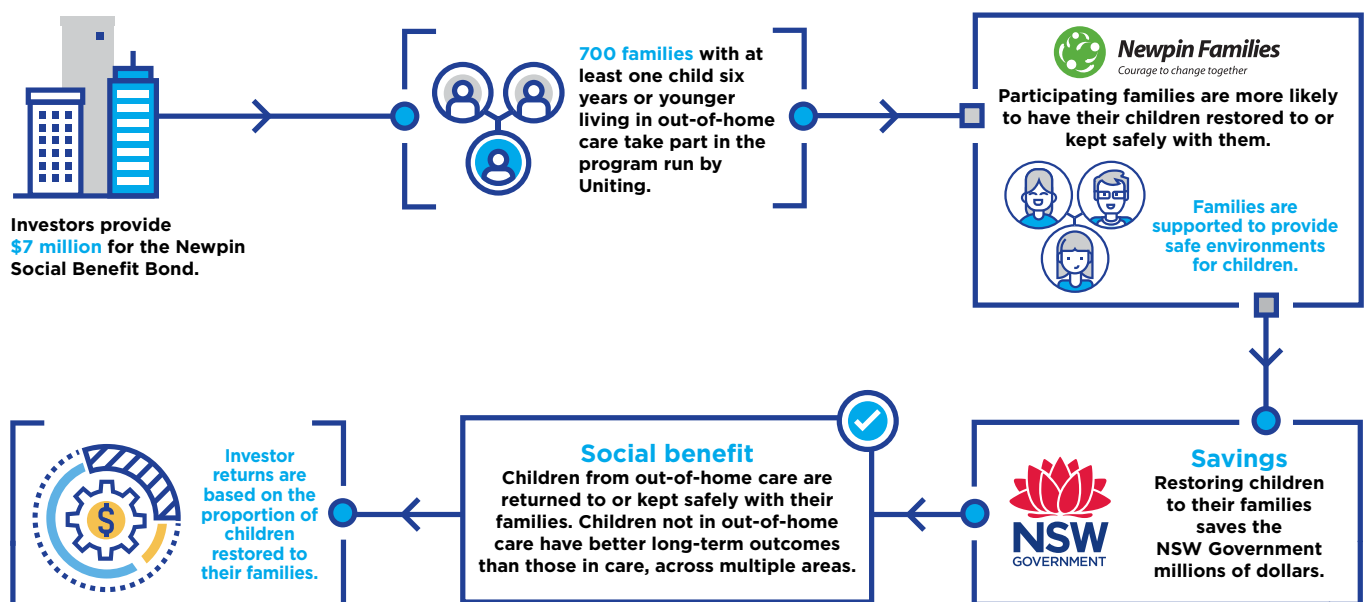 Investors provide
$7 million for the Newpin
Social Benefit Bond.
700 families with at
least one child six
years or younger
living in out-of-home
care take part in the
program run by
Uniting.
Newpin Families
Courage to change together
Participating families are more likely
to have their children restored to or
kept safely with them.
Families are
supported to provide
safe environments
for children.
Savings
Restoring children
to their families
saves the
NSW Government
millions of dollars.
NSW
GOVERNMENT
Social benefit
Children from out-of-home care are
returned to or kept safely with their
families. Children not in out-of-home
care have better long-term outcomes
than those in care, across multiple areas.
Investor
returns are
based on the
proportion of
children
restored to
their families.
$